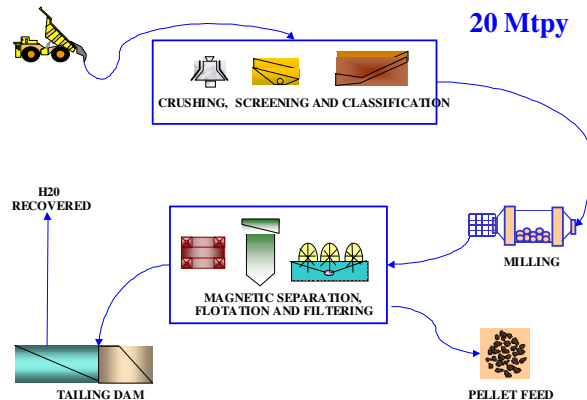 20 Mtpy
CRUSHING, SCREENING AND CLASSIFICATION
H20
RECOVERED
MILLING
MAGNETIC SEPARATION,
FLOTATION AND FILTERING
TAILING DAM
PELLET FEED